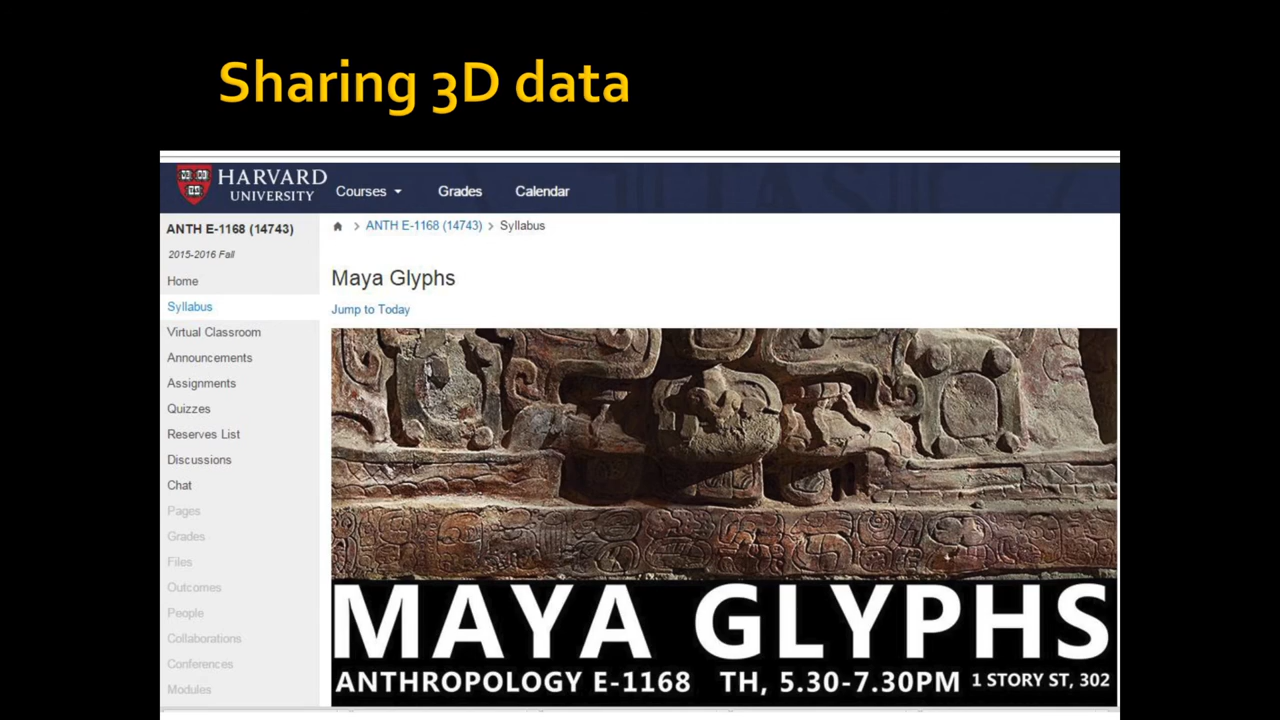 Sharing 3D data
HARVARD
UNIVERSITY
Courses
Grades
Calendar
ANTH E-1168 (14743)
2015-2016 Fall
Home
Syllabus
Virtual Classroom
Announcements
Assignments
Quizzes
Reserves List
Discussions
Chat
Pages
Grades
Files
Outcomes
People
Collaborations
Conferences
Modules
> ANTH E-1168 (14743) > Syllabus
Maya Glyphs
Jump to Today
MAYA GLYPHS
ANTHROPOLOGY E-1168 TH, 5.30-7.30PM 1 STORY ST, 302